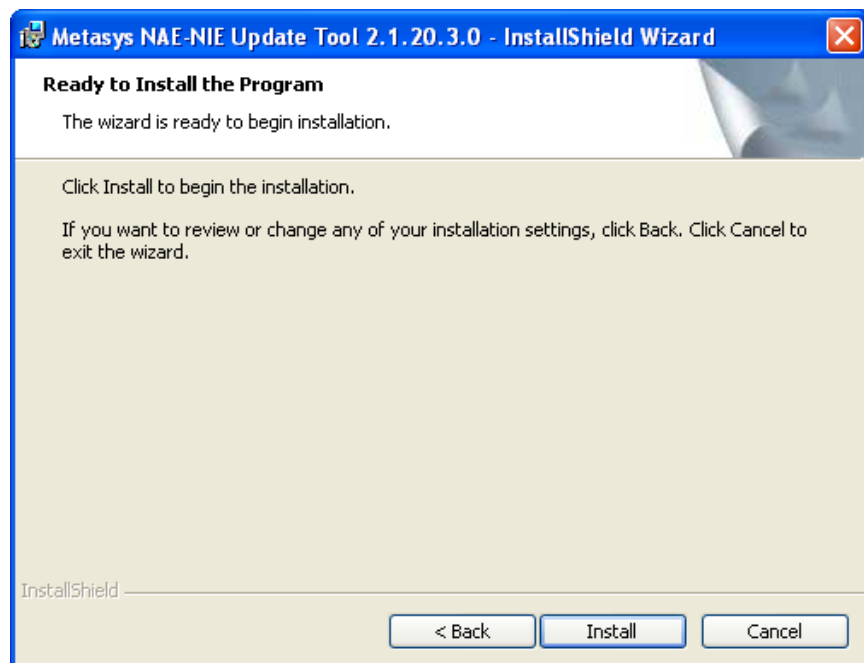 Metasys NAE-NIE Update Tool 2.1.20.3.0 - InstallShield Wizard
Ready to Install the Program
The wizard is ready to begin installation.
Click Install to begin the installation.
If you want to review or change any of your installation settings, click Back. Click Cancel to
exit the wizard.
InstallShield
< Back Install Cancel